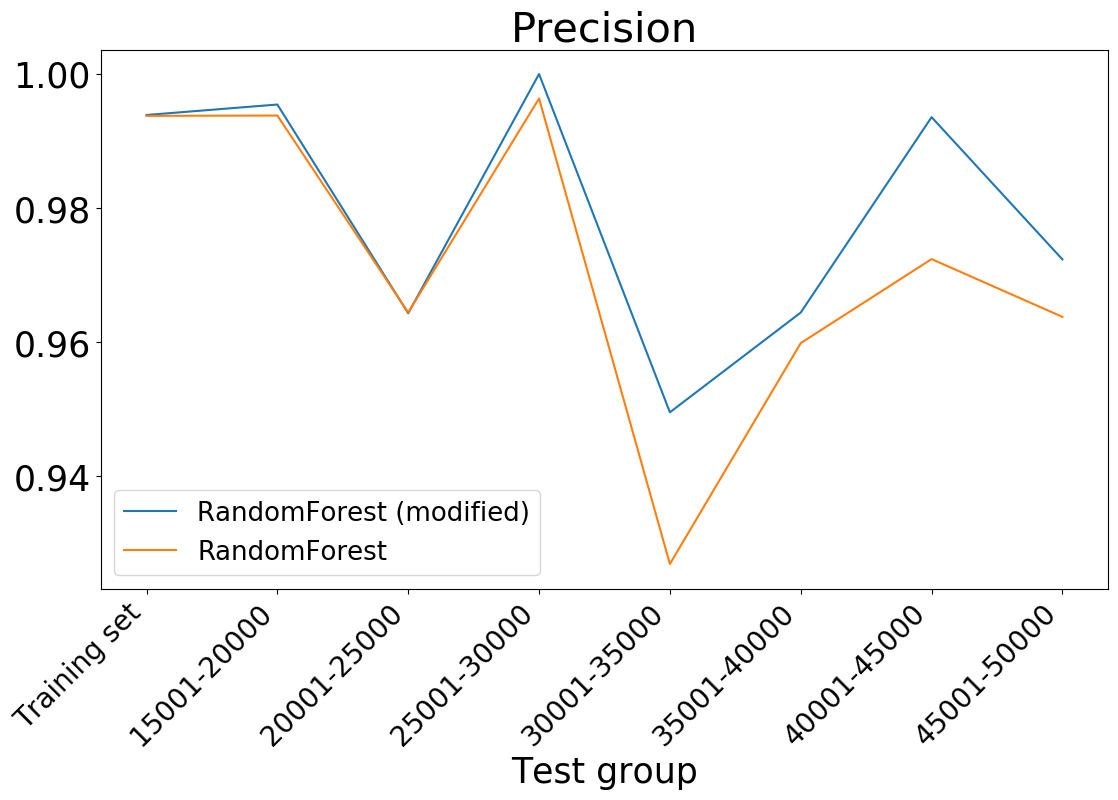 Precision
1.00
0.98
0.96
0.94
RandomForest (modified)
RandomForest
Training set
15001-20000
20001-25000
25001-30000
30001-35000
35001-40000
40001-45000
45001-50000
Test group